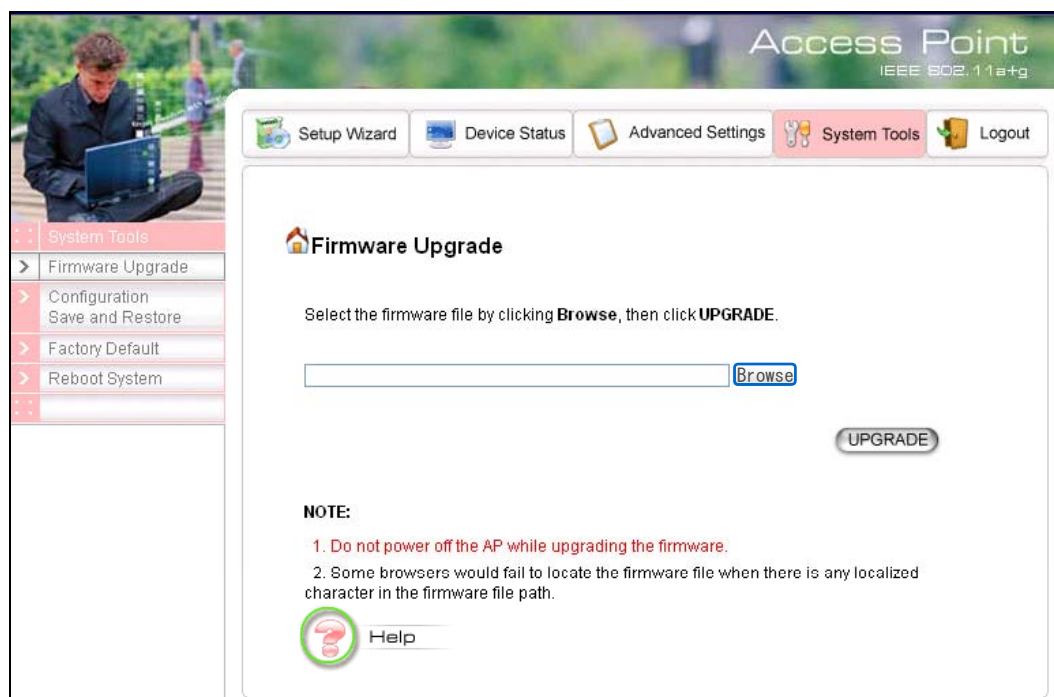 Access Point
IEEE 802.11a+g
Setup Wizard
Device Status
Advanced Settings
System Tools
Logout
System Tools
Firmware Upgrade
Configuration
Save and Restore
Factory Default
Reboot System
Firmware Upgrade
Select the firmware file by clicking Browse, then click UPGRADE.
Browse
UPGRADE
NOTE:
1. Do not power off the AP while upgrading the firmware.
2. Some browsers would fail to locate the firmware file when there is any localized
character in the firmware file path.
Help